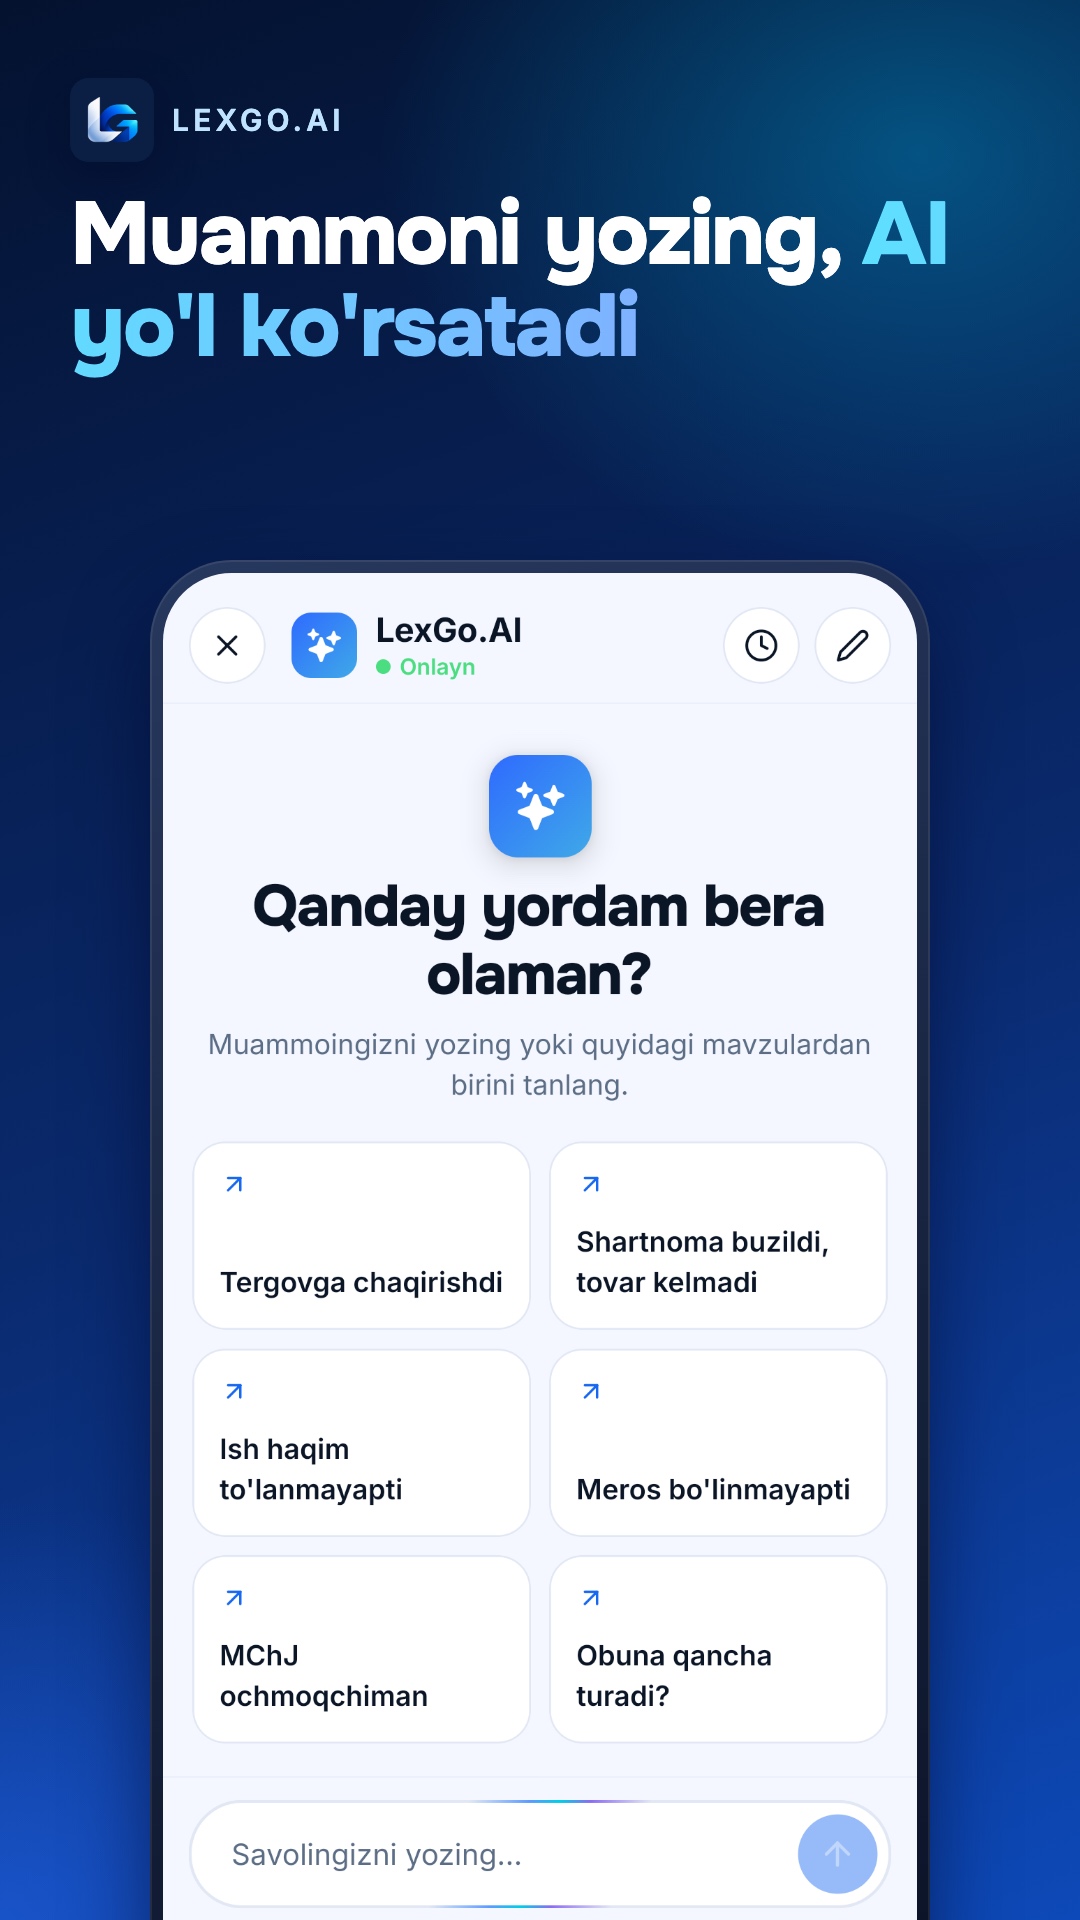 LEXGO.AI
Muammoni yozing, AI
yo'l ko'rsatadi
LexGo.AI
Onlayn
Qanday yordam bera
olaman?
Muammoingizni yozing yoki quyidagi mavzulardan
birini tanlang.
Tergovga chaqirishdi
Shartnoma buzildi,
tovar kelmadi
Ish haqim
to'lanmayapti
Meros bo'linmayapti
MChJ
ochmoqchiman
Obuna qancha
turadi?
Savolingizni yozing...